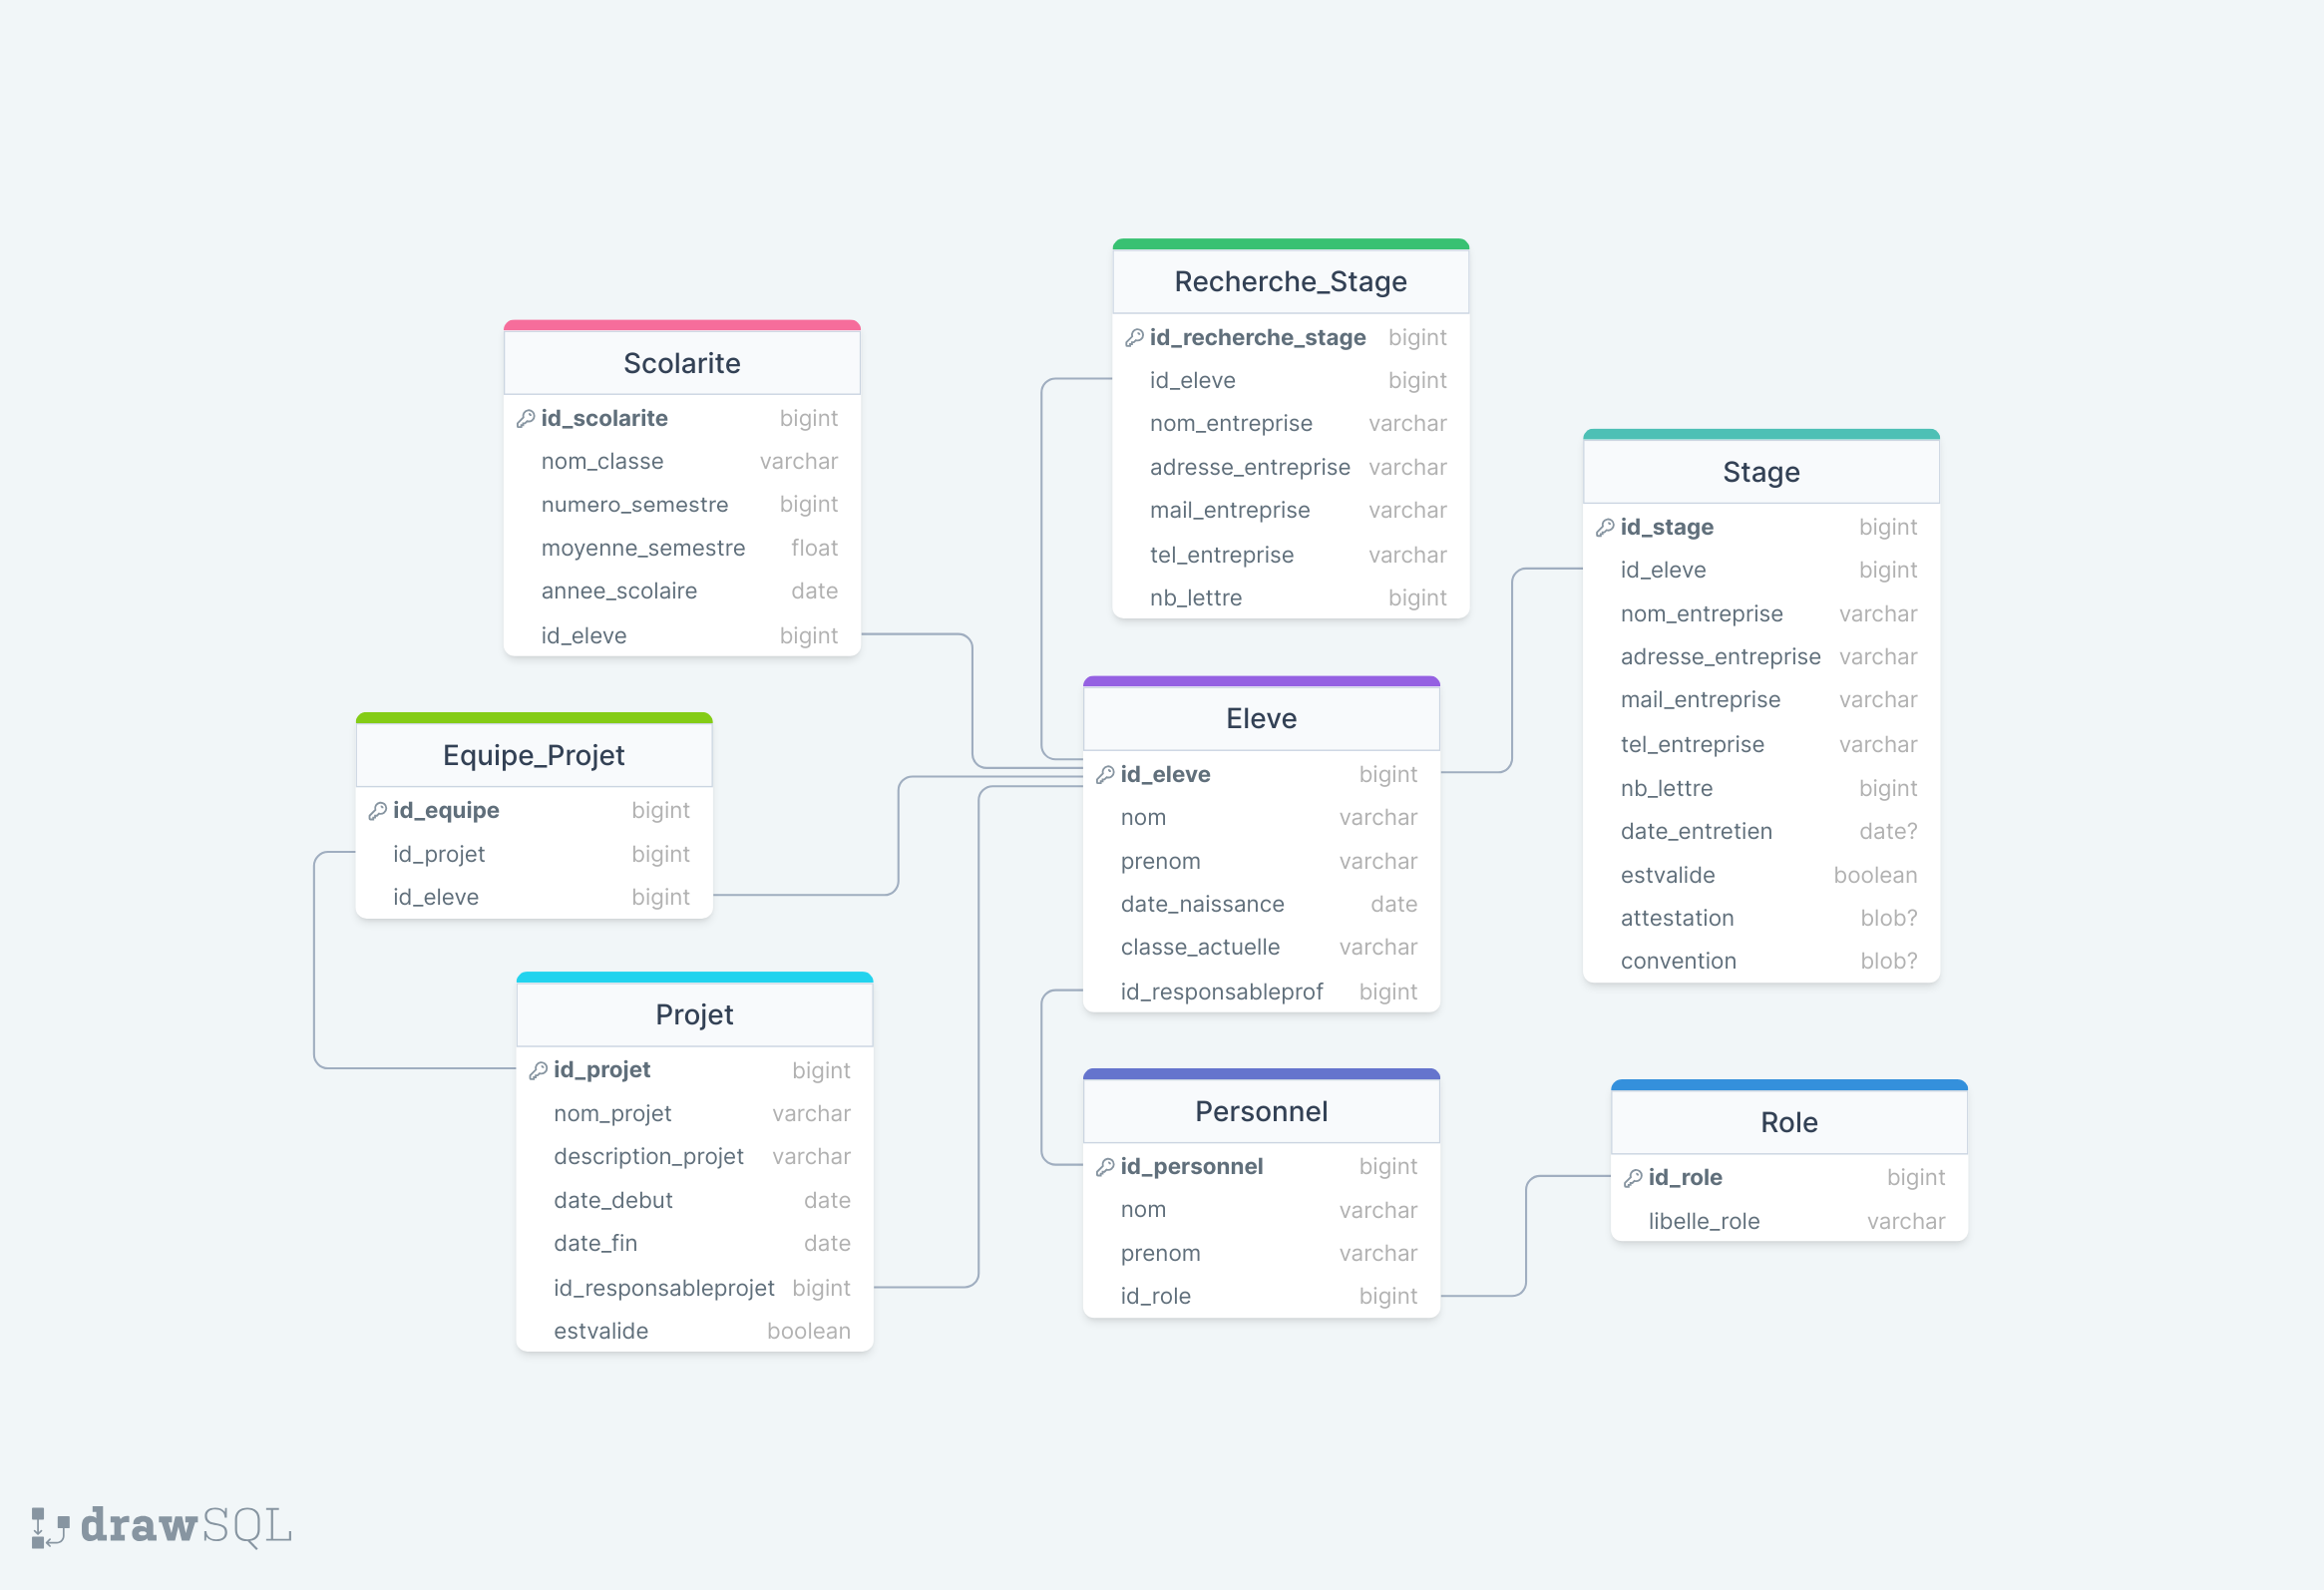 Recherche_Stage
id_recherche_stage bigint
id_eleve bigint
nom_entreprise varchar
adresse_entreprise varchar
mail_entreprise varchar
tel_entreprise varchar
nb_lettre bigint
Scolarite
id_scolarite bigint
nom_classe varchar
numero_semestre bigint
moyenne_semestre float
annee_scolaire date
id_eleve bigint
Stage
id_stage bigint
id_eleve bigint
nom_entreprise varchar
adresse_entreprise varchar
mail_entreprise varchar
tel_entreprise varchar
nb_lettre bigint
date_entretien date?
estvalide boolean
attestation blob?
convention blob?
Eleve
id_eleve bigint
nom varchar
prenom varchar
date_naissance date
classe_actuelle varchar
id_responsableprof bigint
Equipe_Projet
id_equipe bigint
id_projet bigint
id_eleve bigint
Projet
id_projet bigint
nom_projet varchar
description_projet varchar
date_debut date
date_fin date
id_responsableprojet bigint
estvalide boolean
Personnel
id_personnel bigint
nom varchar
prenom varchar
id_role bigint
Role
id_role bigint
libelle_role varchar
drawSQL